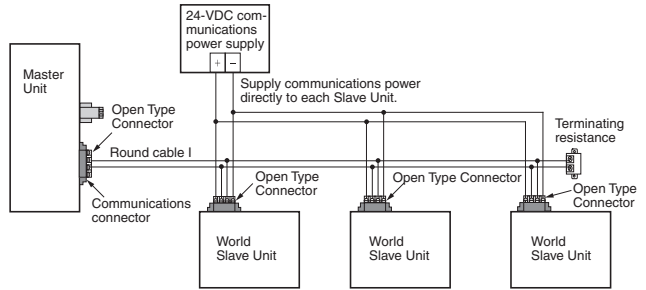 24-VDC com-
munications
power supply
+ −
Supply communications power
directly to each Slave Unit.
Master
Unit
Open Type
Connector
Round cable I
Communications
connector
Terminating
resistance
Open Type
Connector
Open Type Connector
Open Type
Connector
World
Slave Unit
World
Slave Unit
World
Slave Unit